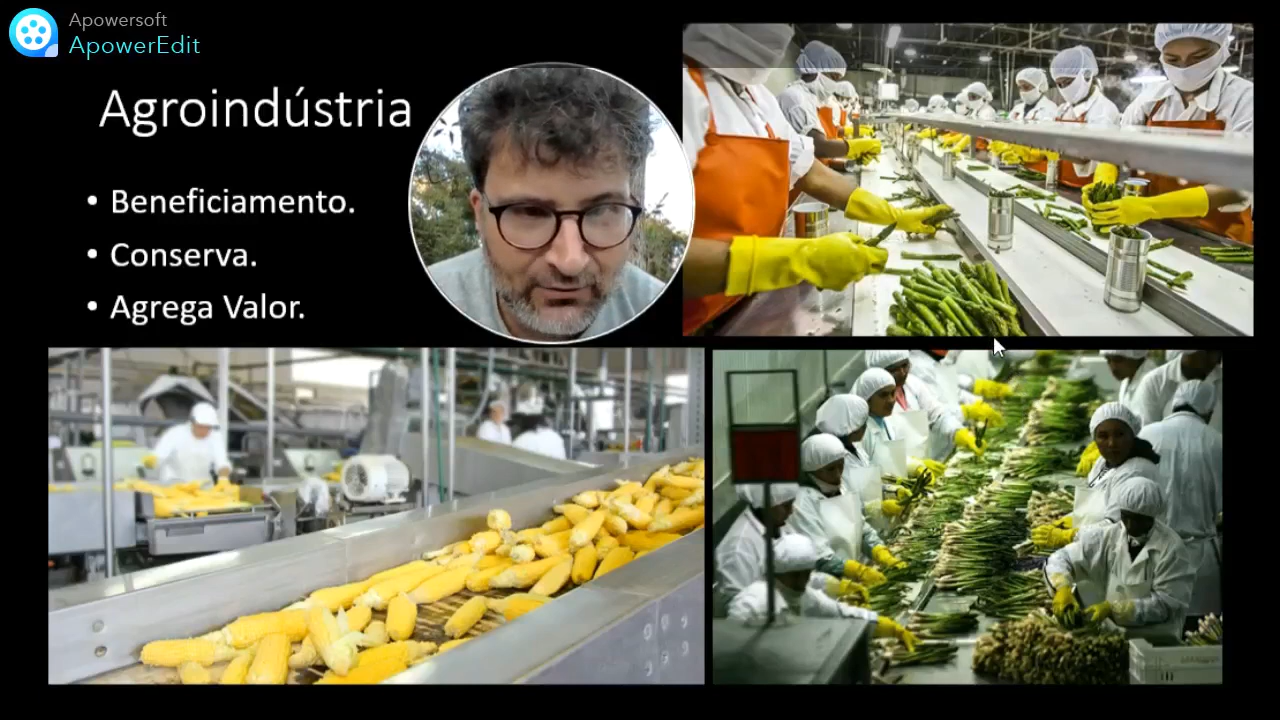 Apowersoft
ApowerEdit
Agroindústria
• Beneficiamento.
• Conserva.
• Agrega Valor.